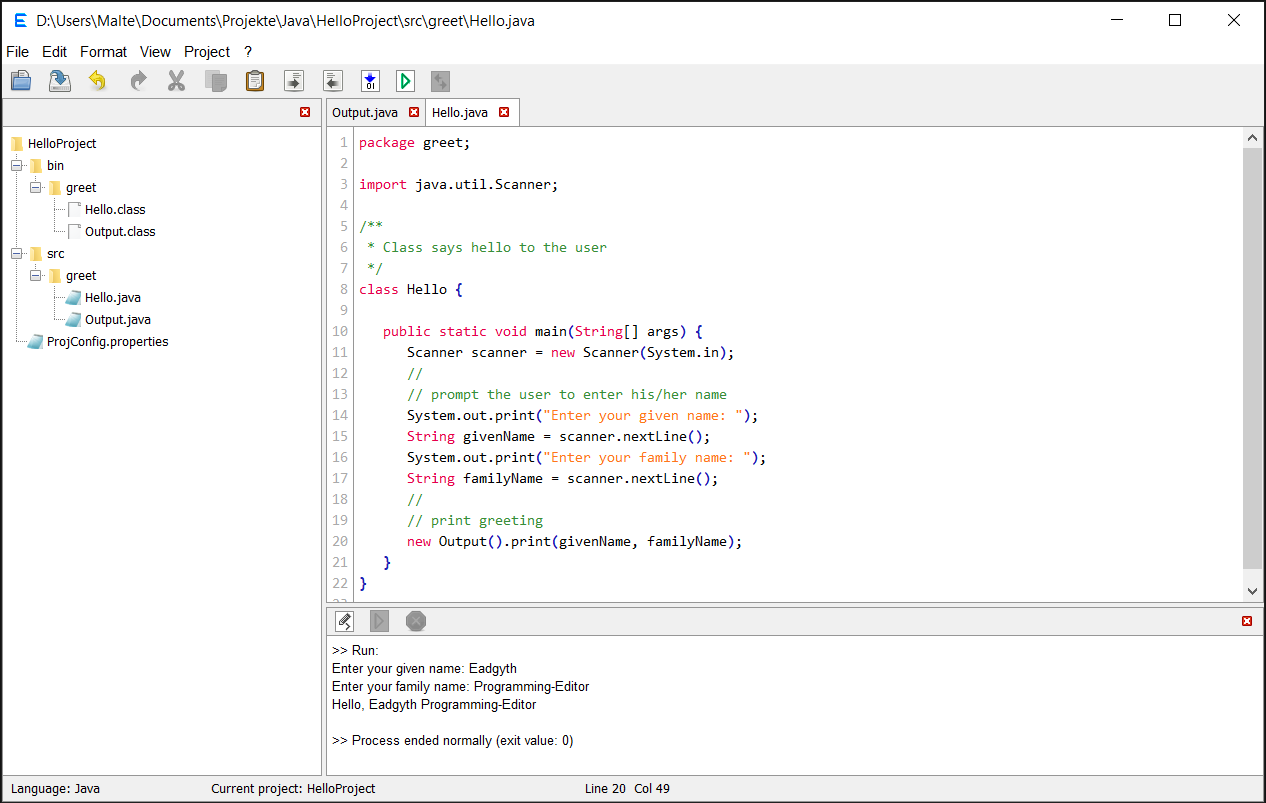 D:\Users\Malte\Documents\Projekte\Java\HelloProject\src\greet\Hello.java
File Edit Format View Project ?
Output.java Hello.java
HelloProject
bin
greet
Hello.class
Output.class
src
greet
Hello.java
Output.java
ProjConfig.properties
1 package greet;
2
3 import java.util.Scanner;
4
5 /**
6  * Class says hello to the user
7  */
8 class Hello {
9
10    public static void main(String[] args) {
11       Scanner scanner = new Scanner(System.in);
12       //
13       // prompt the user to enter his/her name
14       System.out.print("Enter your given name: ");
15       String givenName = scanner.nextLine();
16       System.out.print("Enter your family name: ");
17       String familyName = scanner.nextLine();
18       //
19       // print greeting
20       new Output().print(givenName, familyName);
21    }
22 }
>> Run:
Enter your given name: Eadgyth
Enter your family name: Programming-Editor
Hello, Eadgyth Programming-Editor
>> Process ended normally (exit value: 0)
Language: Java Current project: HelloProject Line 20 Col 49